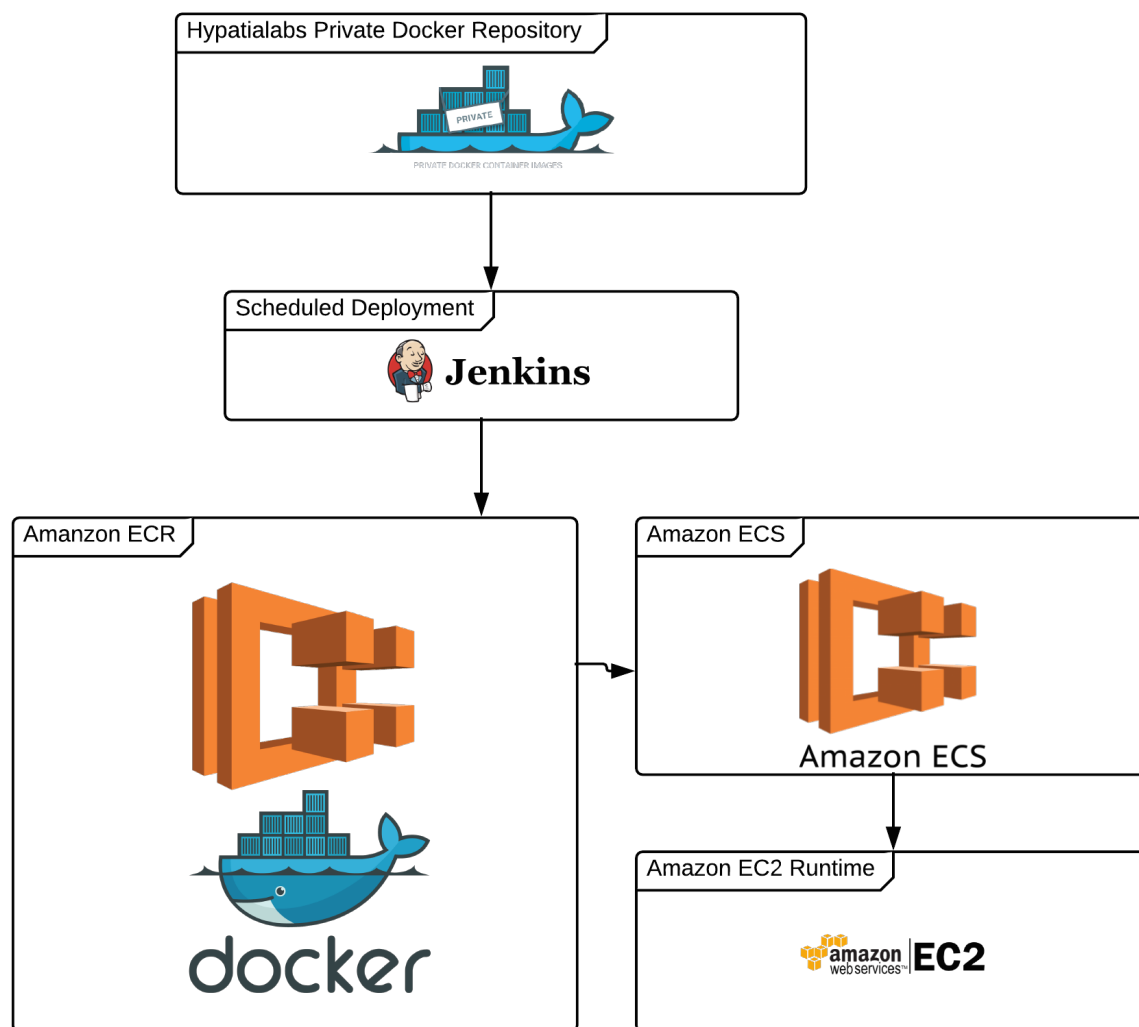 Hypatialabs Private Docker Repository
PRIVATE
PRIVATE DOCKER CONTAINER IMAGES
Scheduled Deployment
Jenkins
Amanzon ECR
docker
Amazon ECS
Amazon ECS
Amazon EC2 Runtime
amazon
web services™
EC2